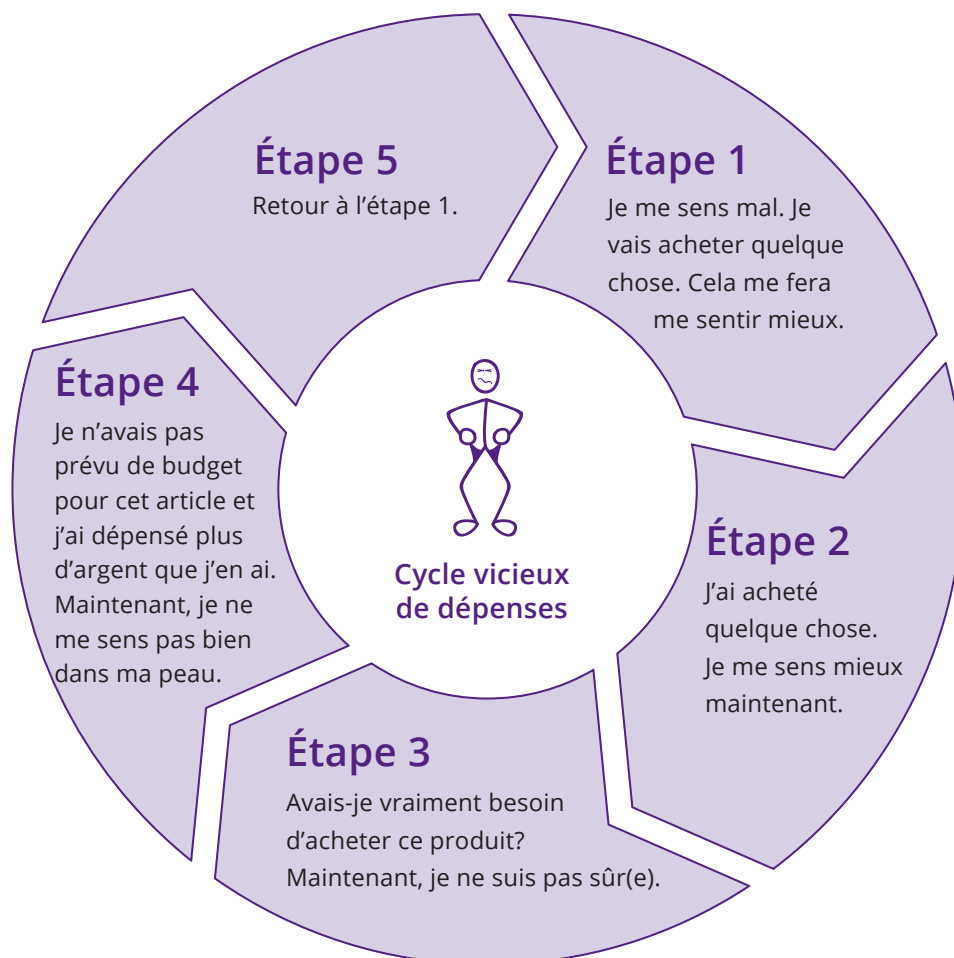 Étape 1
Je me sens mal. Je
vais acheter quelque
chose. Cela me fera
me sentir mieux.
Étape 2
J’ai acheté
quelque chose.
Je me sens mieux
maintenant.
Étape 3
Avais-je vraiment besoin
d’acheter ce produit?
Maintenant, je ne suis pas sûr(e).
Étape 4
Je n’avais pas
prévu de budget
pour cet article et
j’ai dépensé plus
d’argent que j’en ai.
Maintenant, je ne
me sens pas bien
dans ma peau.
Étape 5
Retour à l’étape 1.
Cycle vicieux
de dépenses